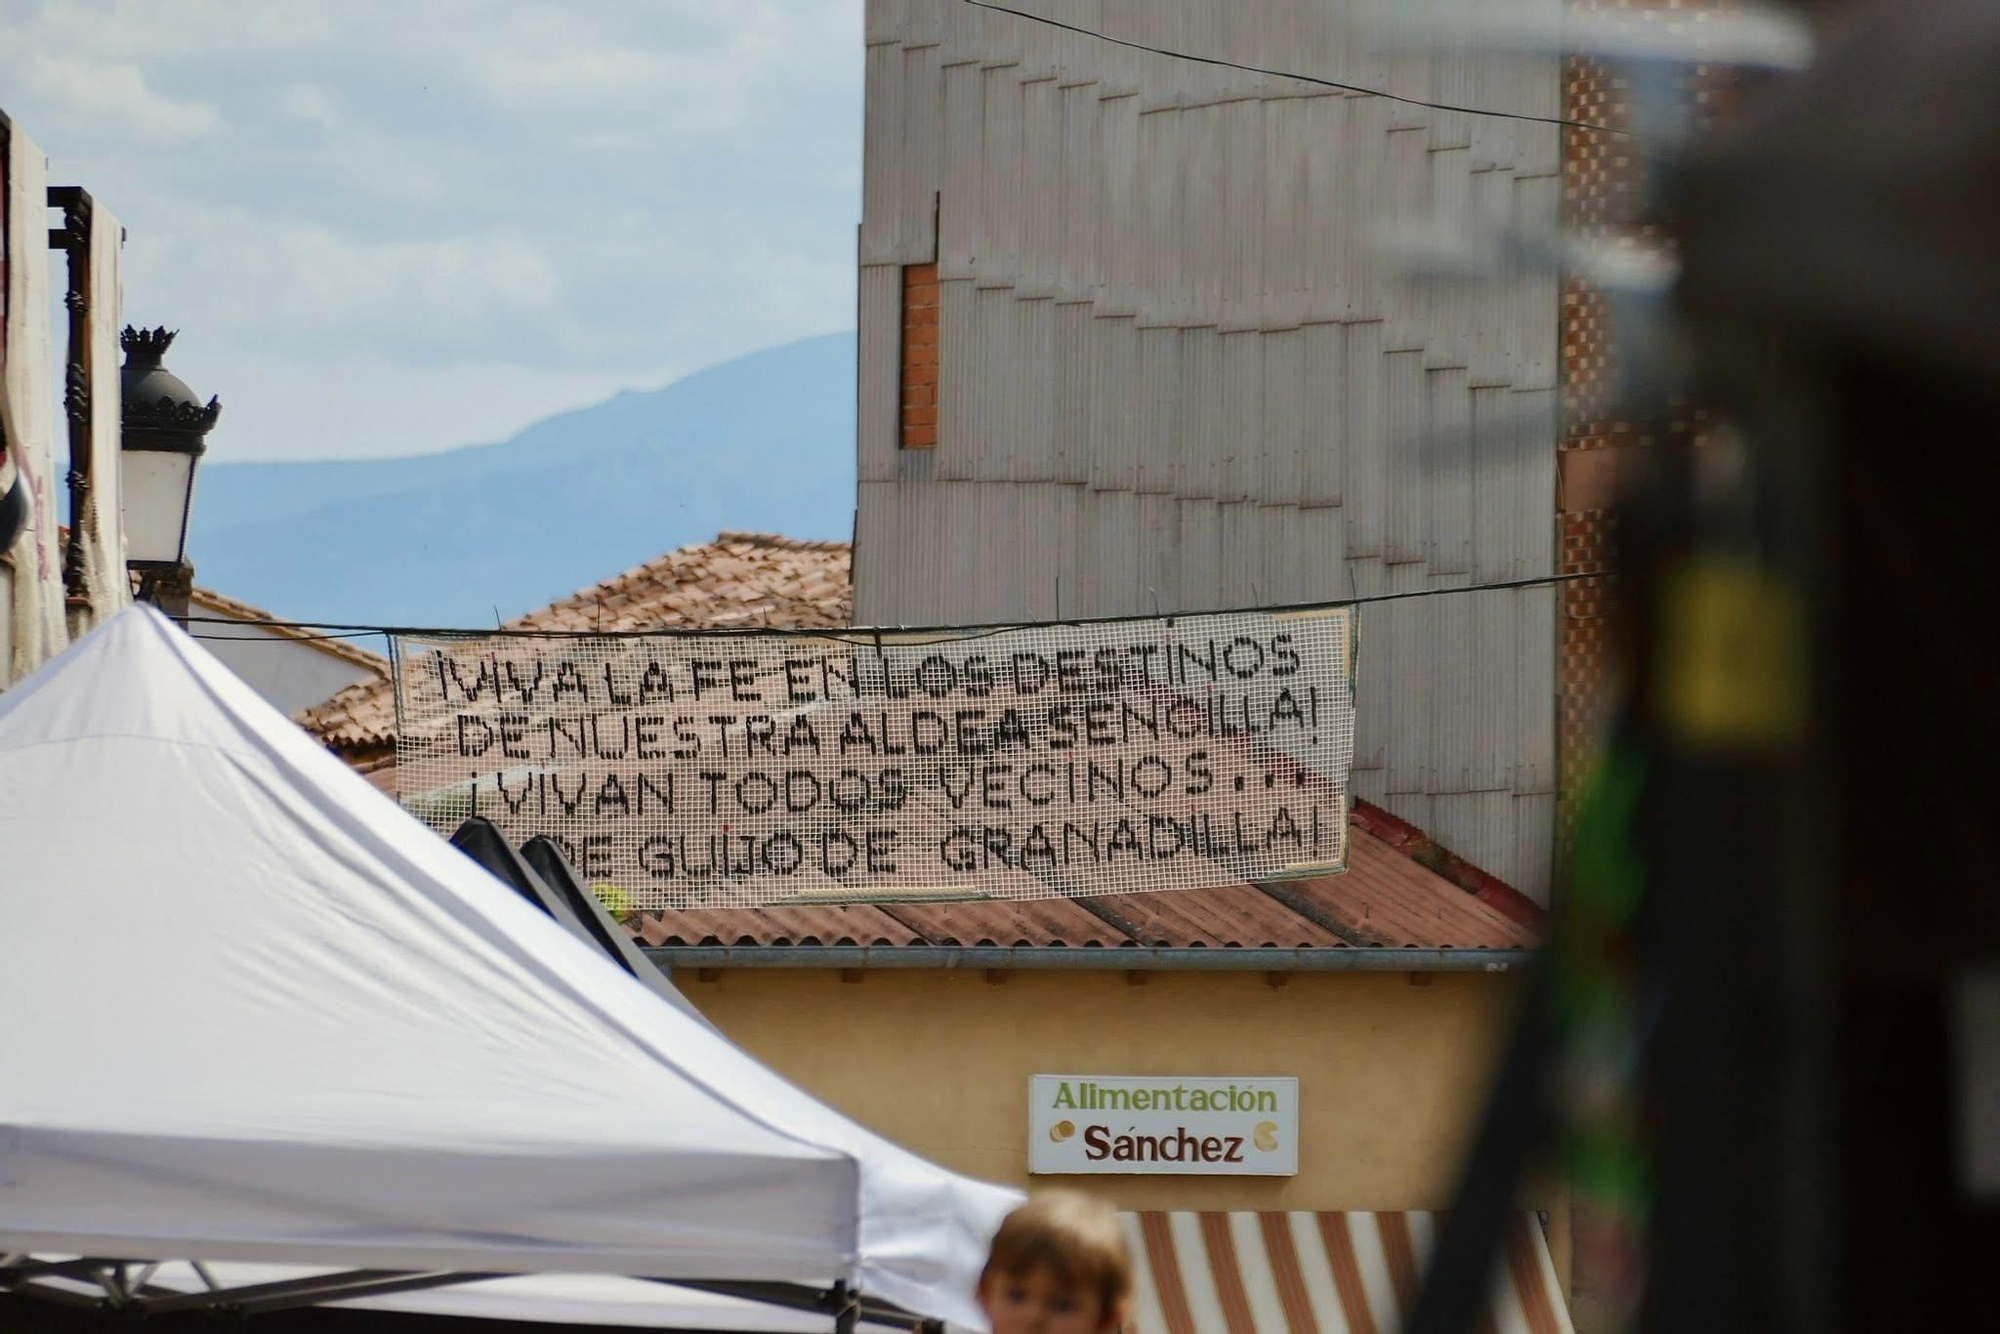 ¡VIVA LA FE EN LOS DESTINOS
DE NUESTRA ALDEA SENCILLA!
¡VIVAN TODOS VECINOS...
DE GUIJO DE GRANADILLA!
Alimentación
Sánchez